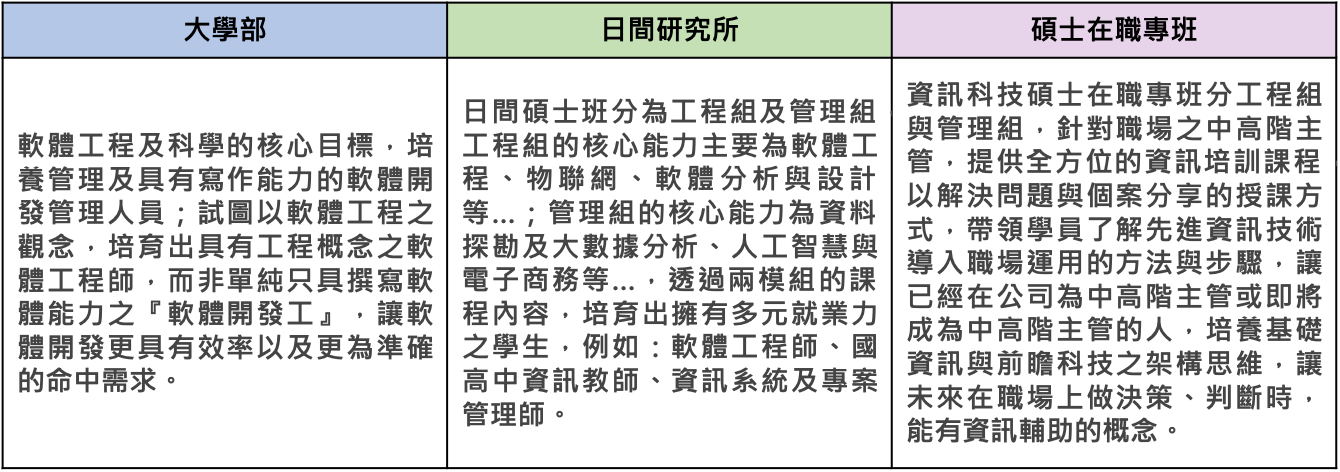 大學部
軟體工程及科學的核心目標，培
養管理及具有寫作能力的軟體開
發管理人員；試圖以軟體工程之
觀念，培育出具有工程概念之軟
體工程師，而非單純只具撰寫軟
體能力之『軟體開發工』，讓軟
體開發更具有效率以及更為準確
的命中需求。
日間研究所
日間碩士班分為工程組及管理組
工程組的核心能力主要為軟體工
程、物聯網、軟體分析與設計
等…；管理組的核心能力為資料
探勘及大數據分析、人工智慧與
電子商務等…，透過兩模組的課
程內容，培育出擁有多元就業力
之學生，例如：軟體工程師、國
高中資訊教師、資訊系統及專案
管理師。
碩士在職專班
資訊科技碩士在職專班分工程組
與管理組，針對職場之中高階主
管，提供全方位的資訊培訓課程
以解決問題與個案分享的授課方
式，帶領學員了解先進資訊技術
導入職場運用的方法與步驟，讓
已經在公司為中高階主管或即將
成為中高階主管的人，培養基礎
資訊與前瞻科技之架構思維，讓
未來在職場上做決策、判斷時，
能有資訊輔助的概念。